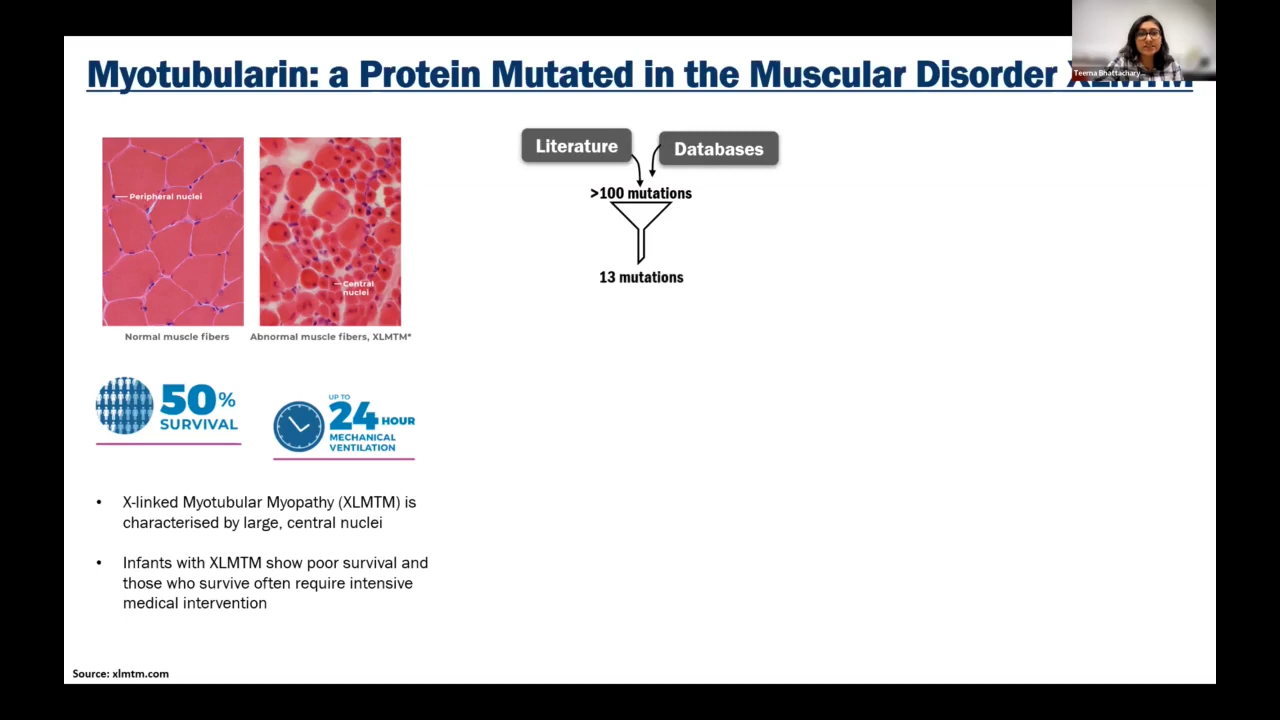 Myotubularin: a Protein Mutated in the Muscular Disorder XLMTM
Teema Bhattachary...
Literature
Databases
>100 mutations
13 mutations
Peripheral nuclei
Central
nuclei
Normal muscle fibers
Abnormal muscle fibers, XLMTM*
50%
SURVIVAL
UP TO
24 HOUR
MECHANICAL
VENTILATION
• X-linked Myotubular Myopathy (XLMTM) is
characterised by large, central nuclei
• Infants with XLMTM show poor survival and
those who survive often require intensive
medical intervention
Source: xlmtm.com